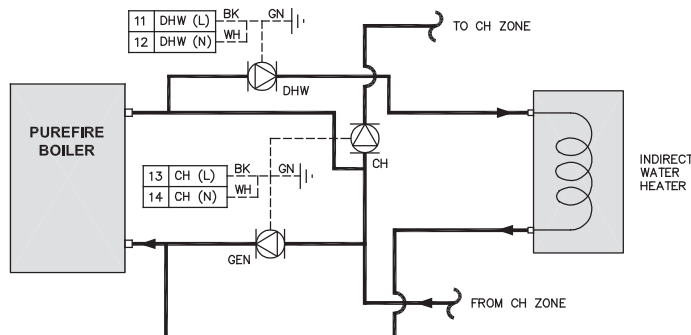 11 DHW (L) BK GN
12 DHW (N) WH
TO CH ZONE
DHW
PUREFIRE
BOILER
CH
13 CH (L) BK GN
14 CH (N) WH
INDIRECT
WATER
HEATER
GEN
FROM CH ZONE